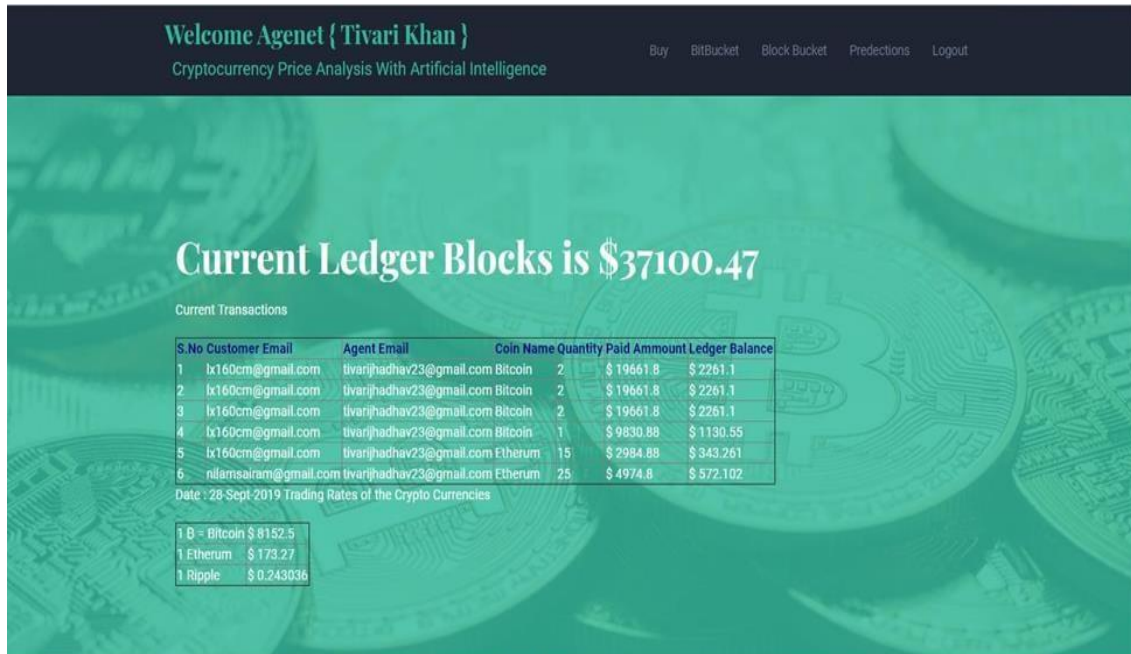 Welcome Agenet { Tivari Khan }
Cryptocurrency Price Analysis With Artificial Intelligence
Buy BitBucket Block Bucket Predections Logout
Current Ledger Blocks is $37100.47
Current Transactions
S.No Customer Email Agent Email Coin Name Quantity Paid Ammount Ledger Balance
1 lx160cm@gmail.com tivarijhadhav23@gmail.com Bitcoin 2 $ 19661.8 $ 2261.1
2 lx160cm@gmail.com tivarijhadhav23@gmail.com Bitcoin 2 $ 19661.8 $ 2261.1
3 lx160cm@gmail.com tivarijhadhav23@gmail.com Bitcoin 2 $ 19661.8 $ 2261.1
4 lx160cm@gmail.com tivarijhadhav23@gmail.com Bitcoin 1 $ 9830.88 $ 1130.55
5 lx160cm@gmail.com tivarijhadhav23@gmail.com Etherum 15 $ 2984.88 $ 343.261
6 nilamsairam@gmail.com tivarijhadhav23@gmail.com Etherum 25 $ 4974.8 $ 572.102
Date : 28-Sept-2019 Trading Rates of the Crypto Currencies
1 ₿ = Bitcoin $ 8152.5
1 Etherum $ 173.27
1 Ripple $ 0.243036